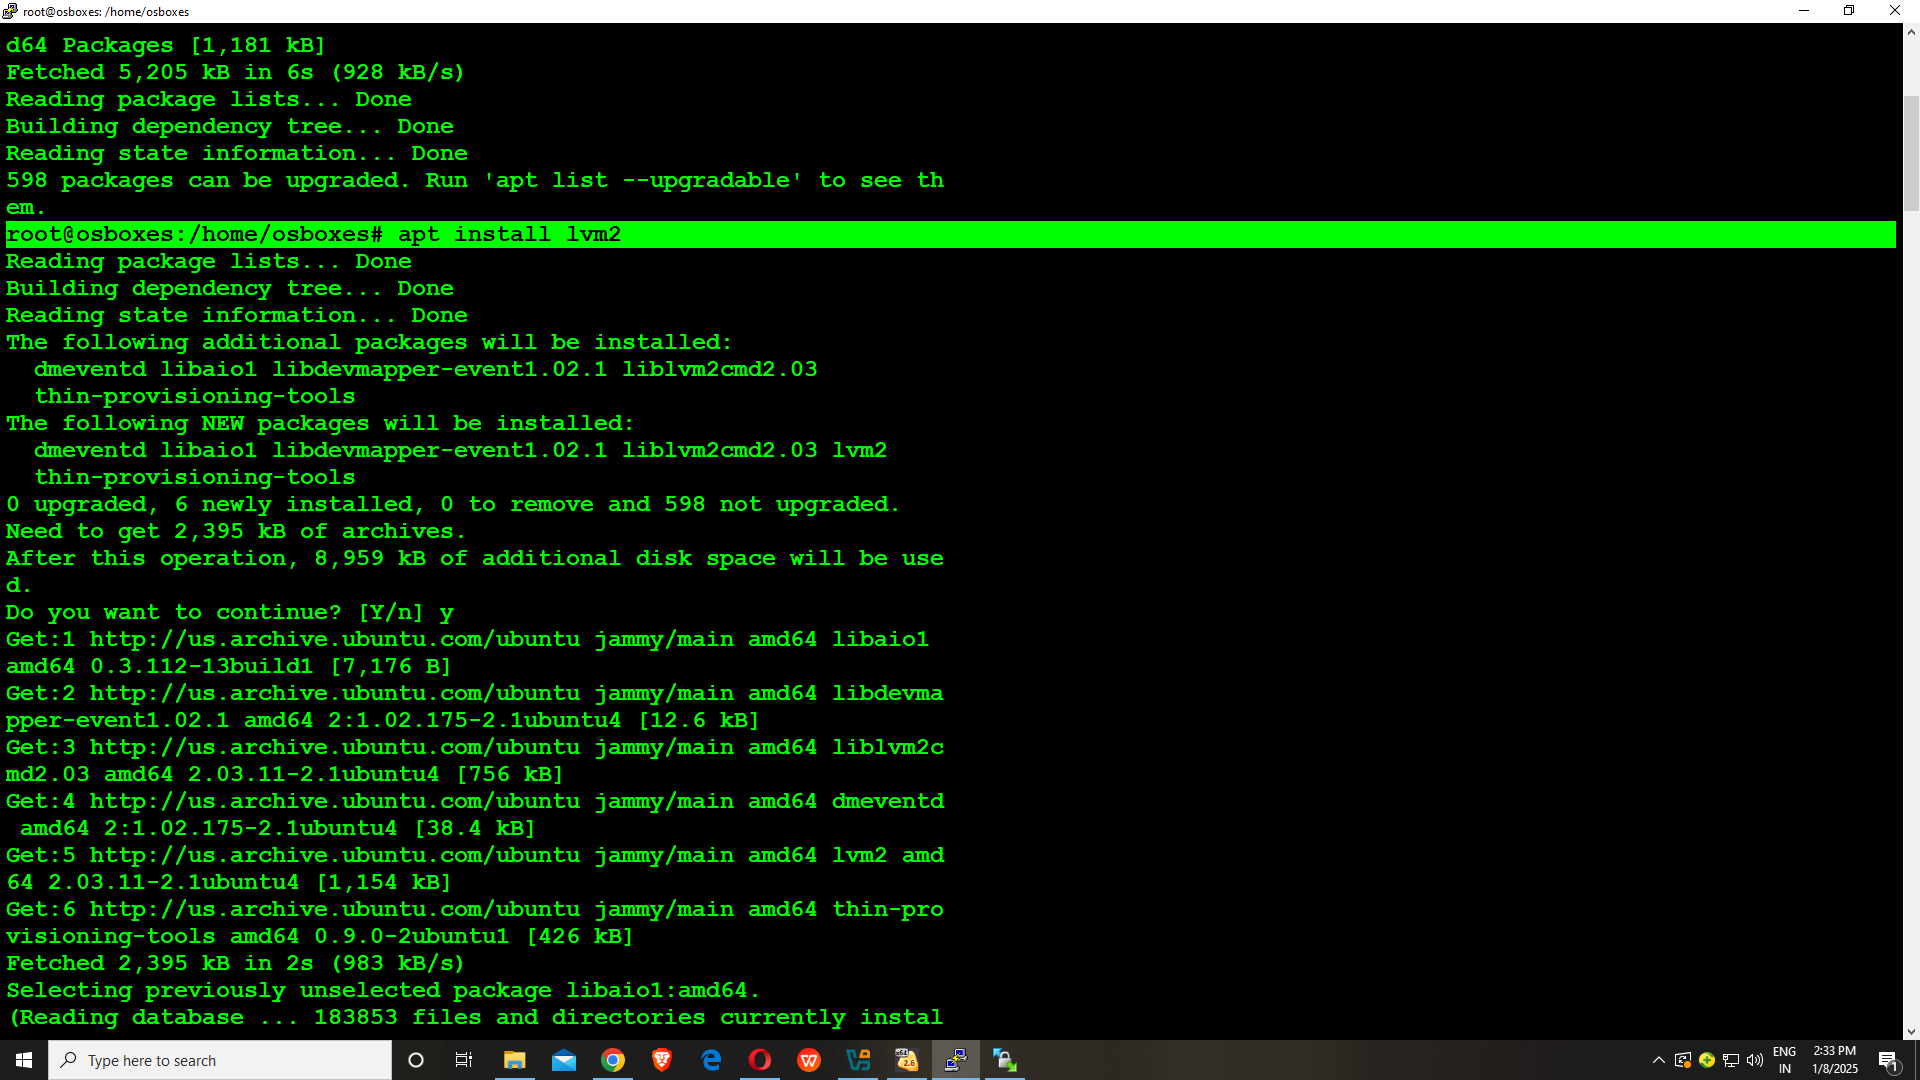 root@osboxes: /home/osboxes
d64 Packages [1,181 kB]
Fetched 5,205 kB in 6s (928 kB/s)
Reading package lists... Done
Building dependency tree... Done
Reading state information... Done
598 packages can be upgraded. Run 'apt list --upgradable' to see th
em.
root@osboxes:/home/osboxes# apt install lvm2
Reading package lists... Done
Building dependency tree... Done
Reading state information... Done
The following additional packages will be installed:
  dmeventd libaio1 libdevmapper-event1.02.1 liblvm2cmd2.03
  thin-provisioning-tools
The following NEW packages will be installed:
  dmeventd libaio1 libdevmapper-event1.02.1 liblvm2cmd2.03 lvm2
  thin-provisioning-tools
0 upgraded, 6 newly installed, 0 to remove and 598 not upgraded.
Need to get 2,395 kB of archives.
After this operation, 8,959 kB of additional disk space will be use
d.
Do you want to continue? [Y/n] y
Get:1 http://us.archive.ubuntu.com/ubuntu jammy/main amd64 libaio1
amd64 0.3.112-13build1 [7,176 B]
Get:2 http://us.archive.ubuntu.com/ubuntu jammy/main amd64 libdevma
pper-event1.02.1 amd64 2:1.02.175-2.1ubuntu4 [12.6 kB]
Get:3 http://us.archive.ubuntu.com/ubuntu jammy/main amd64 liblvm2c
md2.03 amd64 2.03.11-2.1ubuntu4 [756 kB]
Get:4 http://us.archive.ubuntu.com/ubuntu jammy/main amd64 dmeventd
 amd64 2:1.02.175-2.1ubuntu4 [38.4 kB]
Get:5 http://us.archive.ubuntu.com/ubuntu jammy/main amd64 lvm2 amd
64 2.03.11-2.1ubuntu4 [1,154 kB]
Get:6 http://us.archive.ubuntu.com/ubuntu jammy/main amd64 thin-pro
visioning-tools amd64 0.9.0-2ubuntu1 [426 kB]
Fetched 2,395 kB in 2s (983 kB/s)
Selecting previously unselected package libaio1:amd64.
(Reading database ... 183853 files and directories currently instal
Type here to search
x64
2.6
ENG
IN
2:33 PM
1/8/2025
1